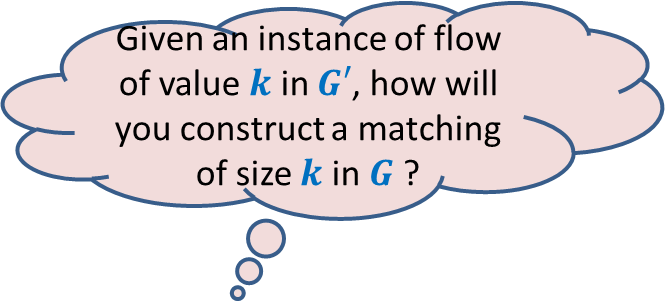 Given an instance of flow
of value k in G′, how will
you construct a matching
of size k in G ?